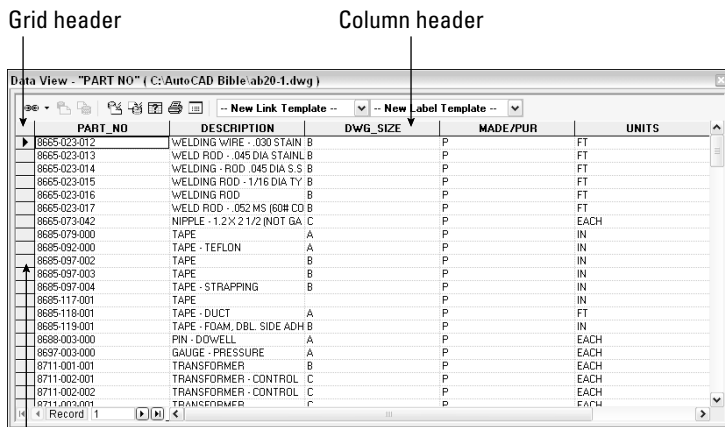 Grid header Column header
Data View - "PART NO" ( C:\AutoCAD Bible\ab20-1.dwg )
-- New Link Template -- -- New Label Template --
PART_NO DESCRIPTION DWG_SIZE MADE/PUR UNITS
8665-023-012 WELDING WIRE - .030 STAIN B P FT
8665-023-013 WELD ROD - .045 DIA STAINL B P FT
8665-023-014 WELDING - ROD .045 DIA S.S B P FT
8665-023-015 WELDING ROD - 1/16 DIA TY B P FT
8665-023-016 WELDING ROD B P FT
8665-023-017 WELD ROD - .052 MS (60# CO B P FT
8665-073-042 NIPPLE - 1.2 X 2 1/2 (NOT GA C P EACH
8685-079-000 TAPE A P IN
8685-092-000 TAPE - TEFLON A P IN
8685-097-002 TAPE B P IN
8685-097-003 TAPE B P IN
8685-097-004 TAPE - STRAPPING B P IN
8685-117-001 TAPE P IN
8685-118-001 TAPE - DUCT A P FT
8685-119-001 TAPE - FOAM, DBL. SIDE ADH B P IN
8688-003-000 PIN - DOWELL A P EACH
8697-003-000 GAUGE - PRESSURE A P EACH
8711-001-001 TRANSFORMER B P EACH
8711-002-001 TRANSFORMER - CONTROL C P EACH
8711-002-002 TRANSFORMER - CONTROL C P EACH
8711-003-001 TRANSFORMER C P EACH
Record 1